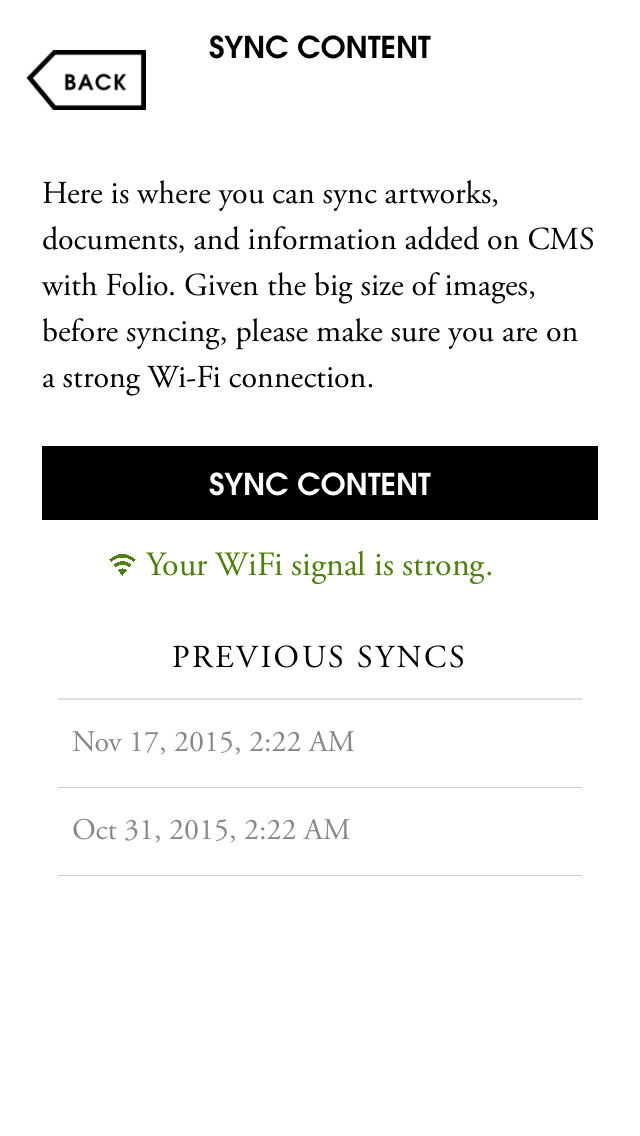 SYNC CONTENT
BACK
Here is where you can sync artworks,
documents, and information added on CMS
with Folio. Given the big size of images,
before syncing, please make sure you are on
a strong Wi-Fi connection.
SYNC CONTENT
Your WiFi signal is strong.
PREVIOUS SYNCS
Nov 17, 2015, 2:22 AM
Oct 31, 2015, 2:22 AM